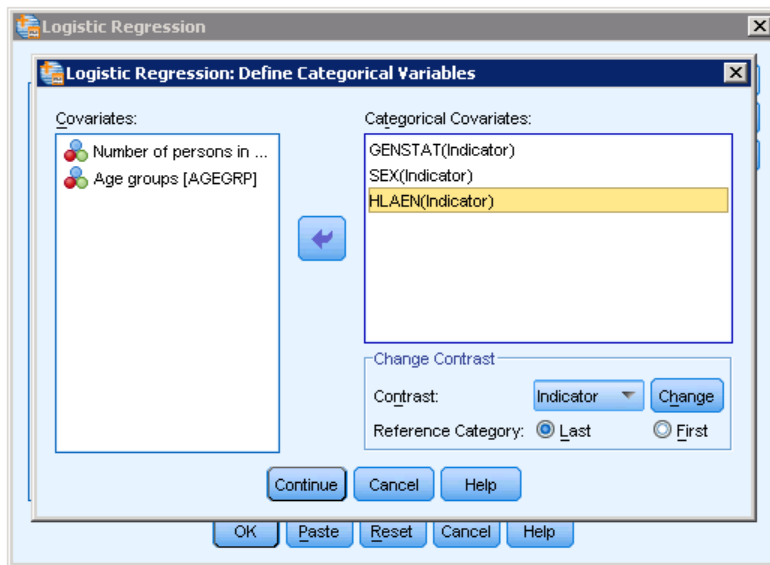 Logistic Regression
Logistic Regression: Define Categorical Variables
Covariates:
Number of persons in ...
Age groups [AGEGRP]
Categorical Covariates:
GENSTAT(Indicator)
SEX(Indicator)
HLAEN(Indicator)
Change Contrast
Contrast: Indicator Change
Reference Category: Last First
Continue Cancel Help
OK Paste Reset Cancel Help